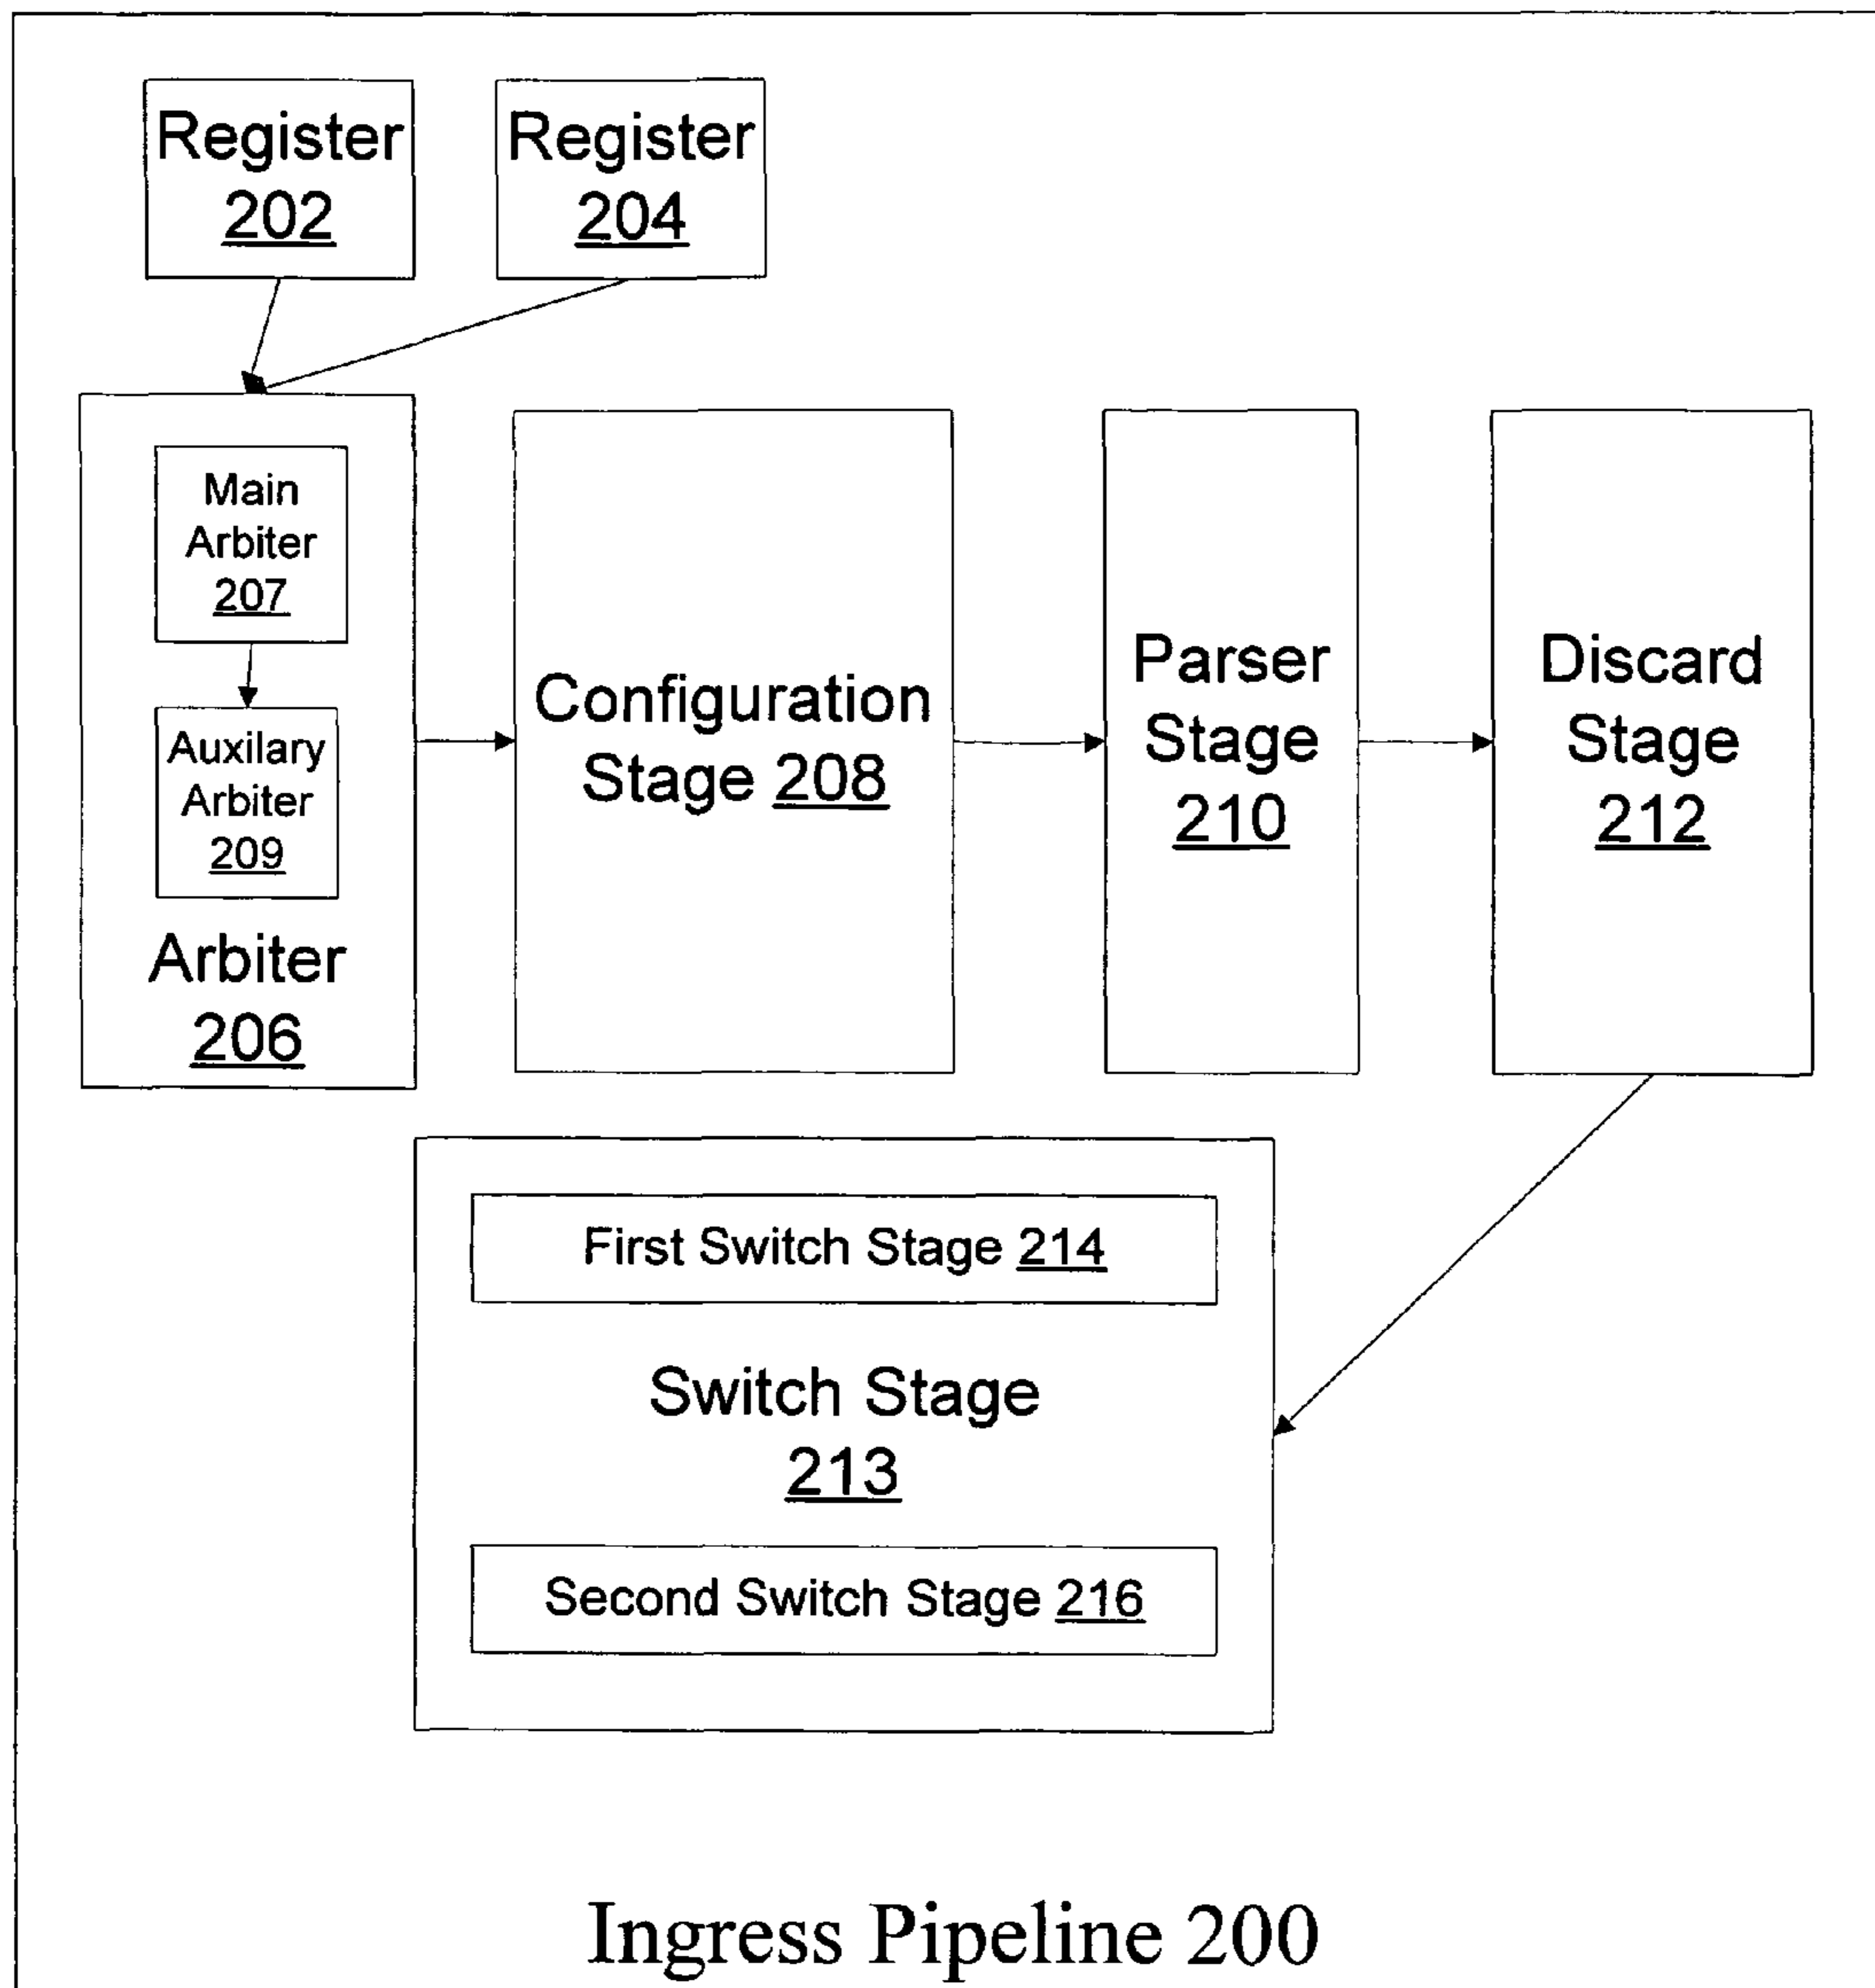 Register
202
Register
204
Main
Arbiter
207
Auxilary
Arbiter
209
Arbiter
206
Configuration
Stage 208
Parser
Stage
210
Discard
Stage
212
First Switch Stage 214
Switch Stage
213
Second Switch Stage 216
Ingress Pipeline 200